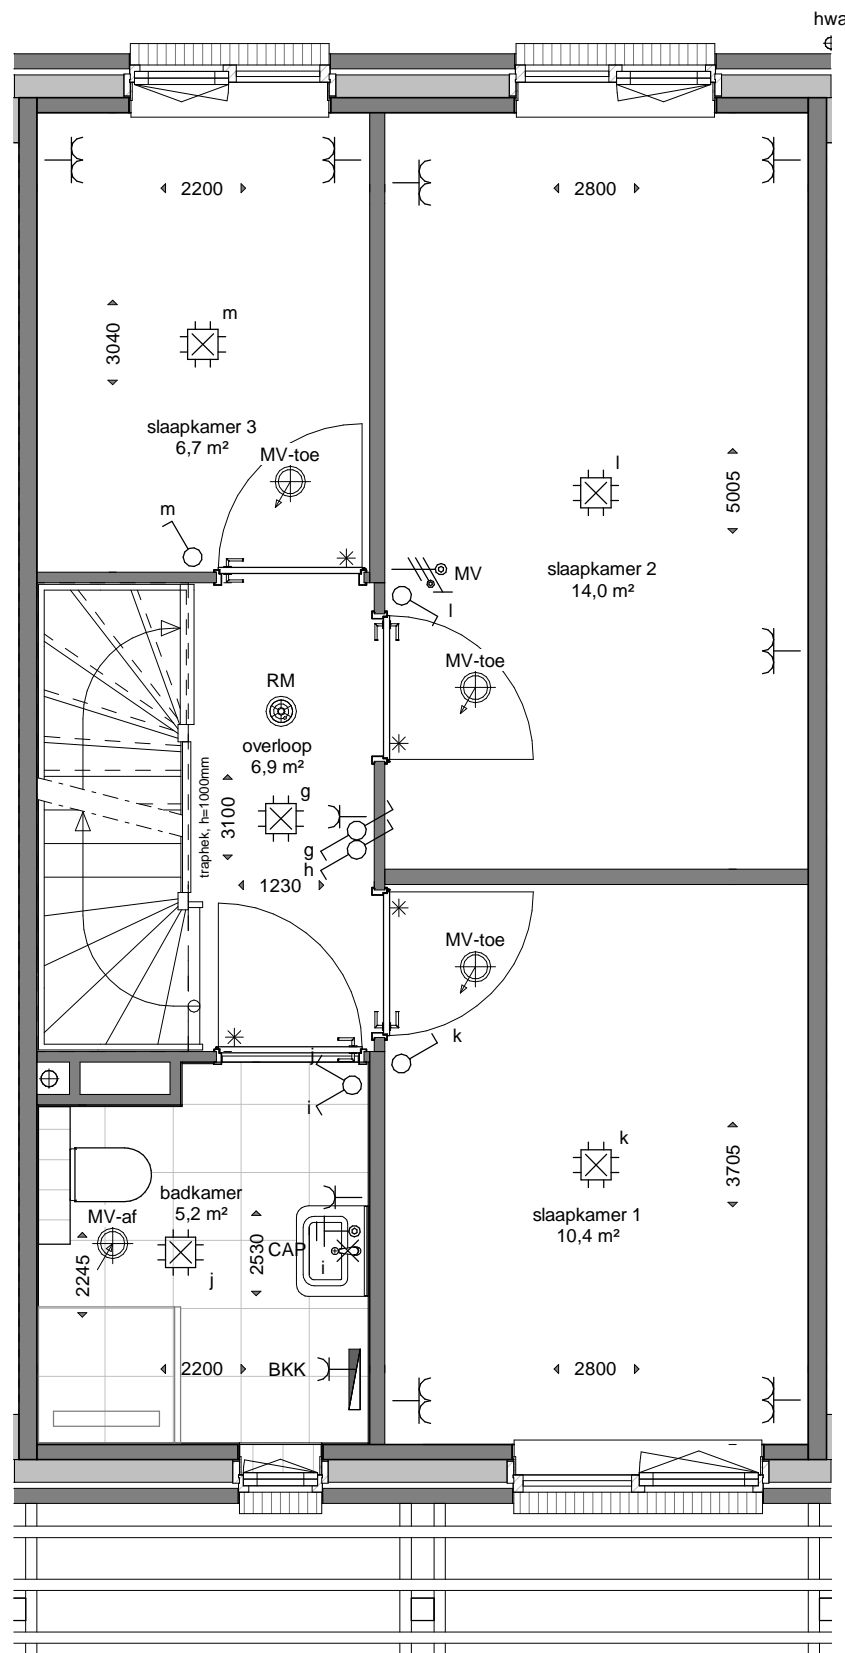 hwa
2200
2800
m
3040
slaapkamer 3
6,7 m²
MV-toe
m
l
5005
slaapkamer 2
14,0 m²
MV
l
MV-toe
RM
overloop
6,9 m²
traphek, h=1000mm
3100
g
g
h
1230
MV-toe
k
j
i
k
3705
slaapkamer 1
10,4 m²
badkamer
5,2 m²
MV-af
2245
j
2530
CAP
i
2200
BKK
2800